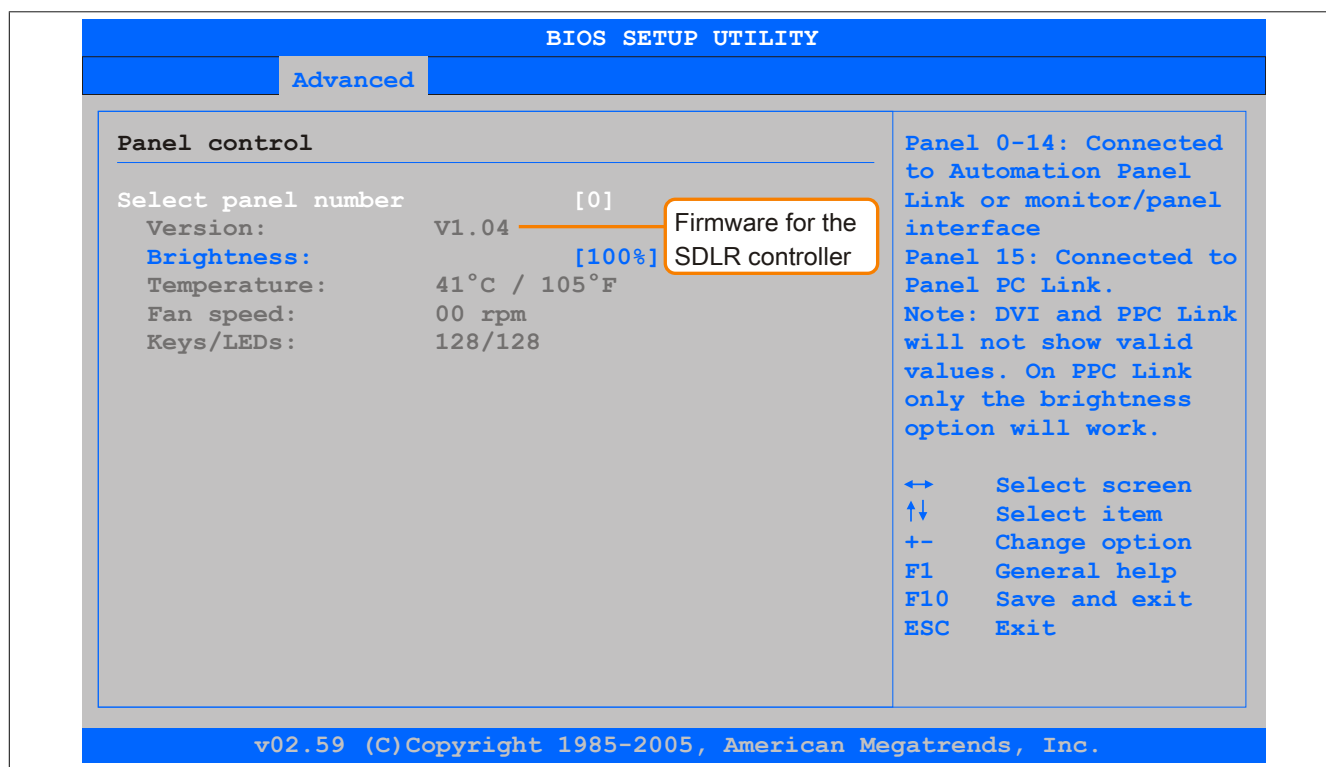 BIOS SETUP UTILITY
Advanced
Panel control
Select panel number [0]
Version: V1.04
Firmware for the
SDLR controller
Brightness: [100%]
Temperature: 41°C / 105°F
Fan speed: 00 rpm
Keys/LEDs: 128/128
Panel 0-14: Connected
to Automation Panel
Link or monitor/panel
interface
Panel 15: Connected to
Panel PC Link.
Note: DVI and PPC Link
will not show valid
values. On PPC Link
only the brightness
option will work.
↔ Select screen
↑↓ Select item
+- Change option
F1 General help
F10 Save and exit
ESC Exit
v02.59 (C)Copyright 1985-2005, American Megatrends, Inc.